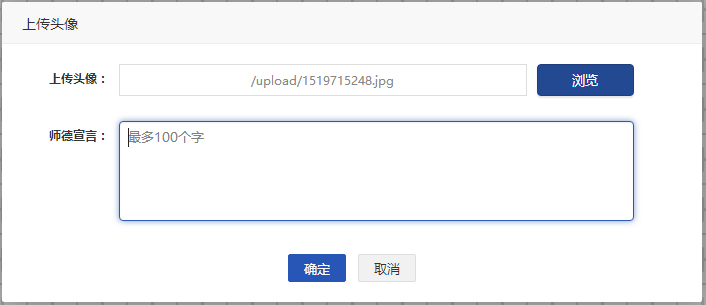 上传头像
上传头像：
/upload/1519715248.jpg
浏览
师德宣言：
最多100个字
确定
取消